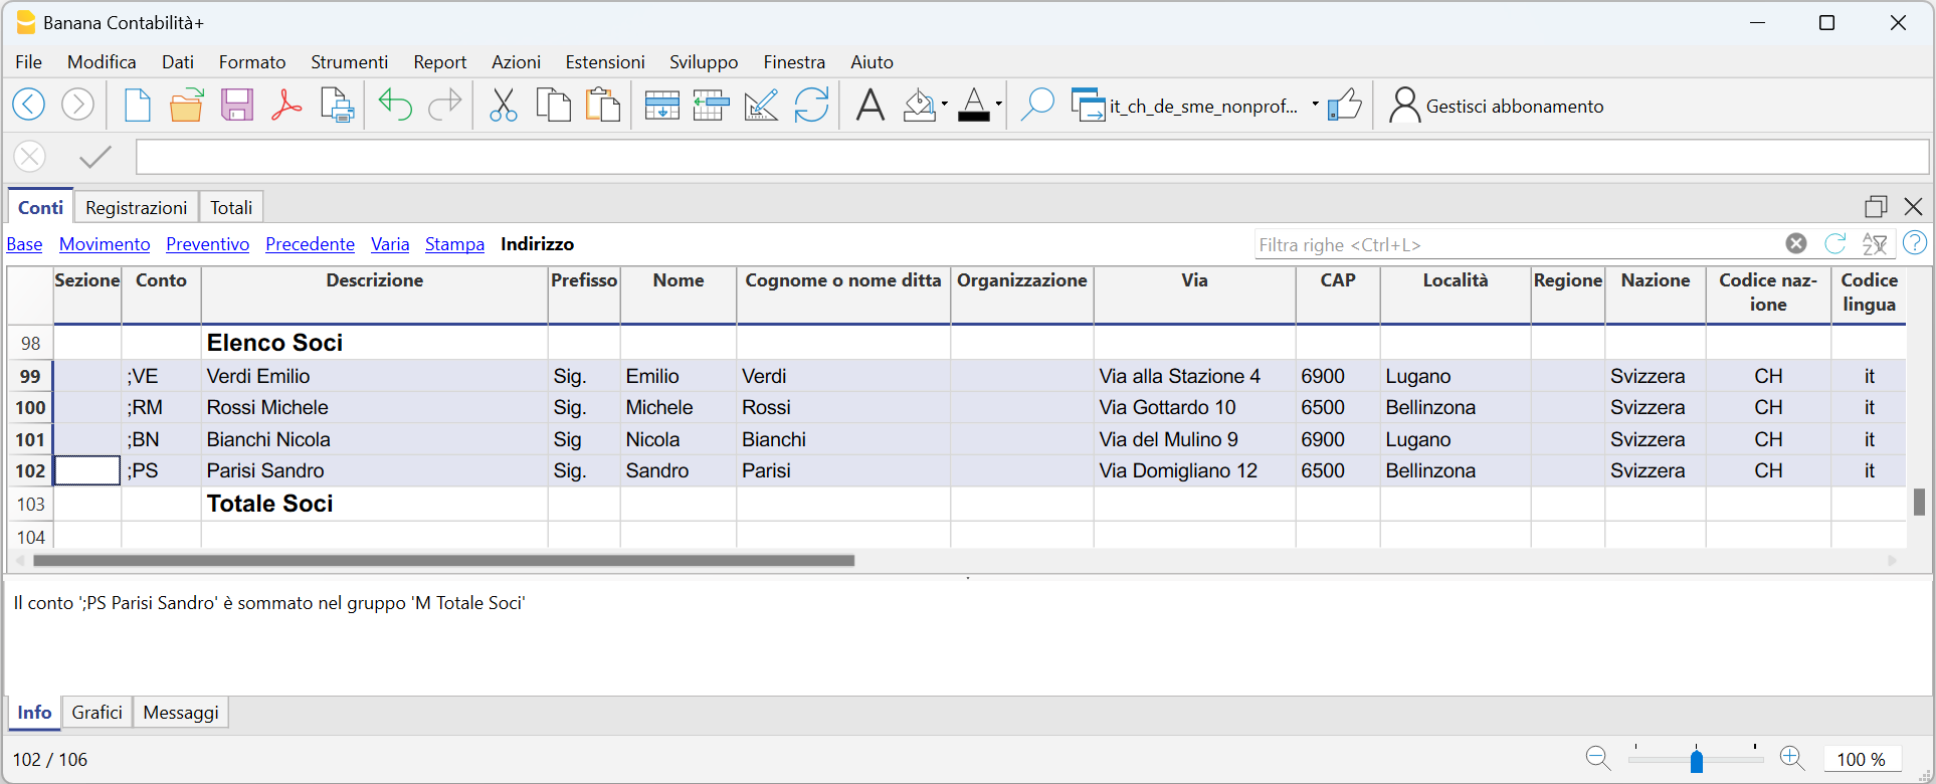 Banana Contabilità+
File Modifica Dati Formato Strumenti Report Azioni Estensioni Sviluppo Finestra Aiuto
it_ch_de_sme_nonprof... Gestisci abbonamento
Conti Registrazioni Totali
Base Movimento Preventivo Precedente Varia Stampa Indirizzo Filtra righe <Ctrl+L>
Sezione Conto Descrizione Prefisso Nome Cognome o nome ditta Organizzazione Via CAP Località Regione Nazione Codice naz- Codice
ione lingua
98 Elenco Soci
99 ;VE Verdi Emilio Sig. Emilio Verdi Via alla Stazione 4 6900 Lugano Svizzera CH it
100 ;RM Rossi Michele Sig. Michele Rossi Via Gottardo 10 6500 Bellinzona Svizzera CH it
101 ;BN Bianchi Nicola Sig Nicola Bianchi Via del Mulino 9 6900 Lugano Svizzera CH it
102 ;PS Parisi Sandro Sig. Sandro Parisi Via Domigliano 12 6500 Bellinzona Svizzera CH it
103 Totale Soci
104
Il conto ';PS Parisi Sandro' è sommato nel gruppo 'M Totale Soci'
Info Grafici Messaggi
102 / 106 100 %